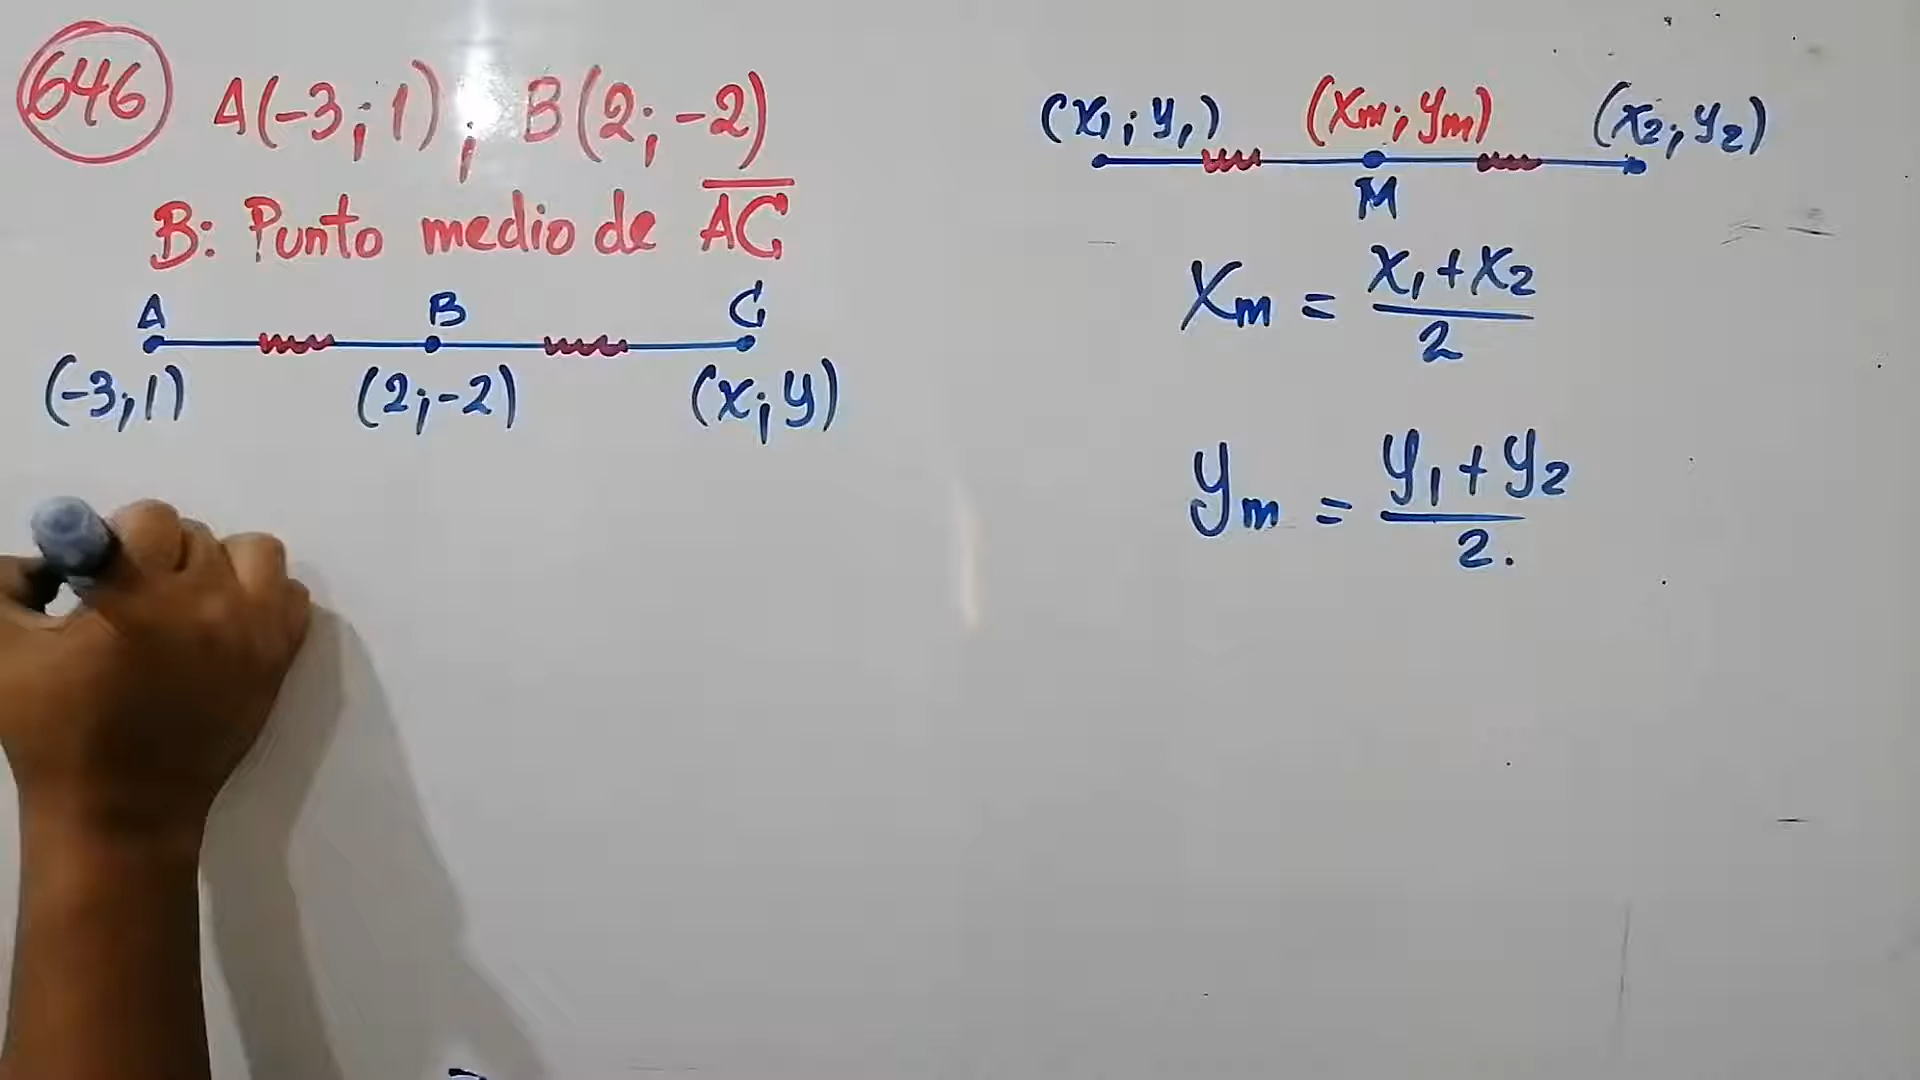 646 A(-3;1); B(2;-2)
B: Punto medio de AC
A B C
(-3;1) (2;-2) (x;y)
(x1;y1) (xm;ym) (x2;y2)
M
xm = x1+x2
2
ym = y1+y2
2.